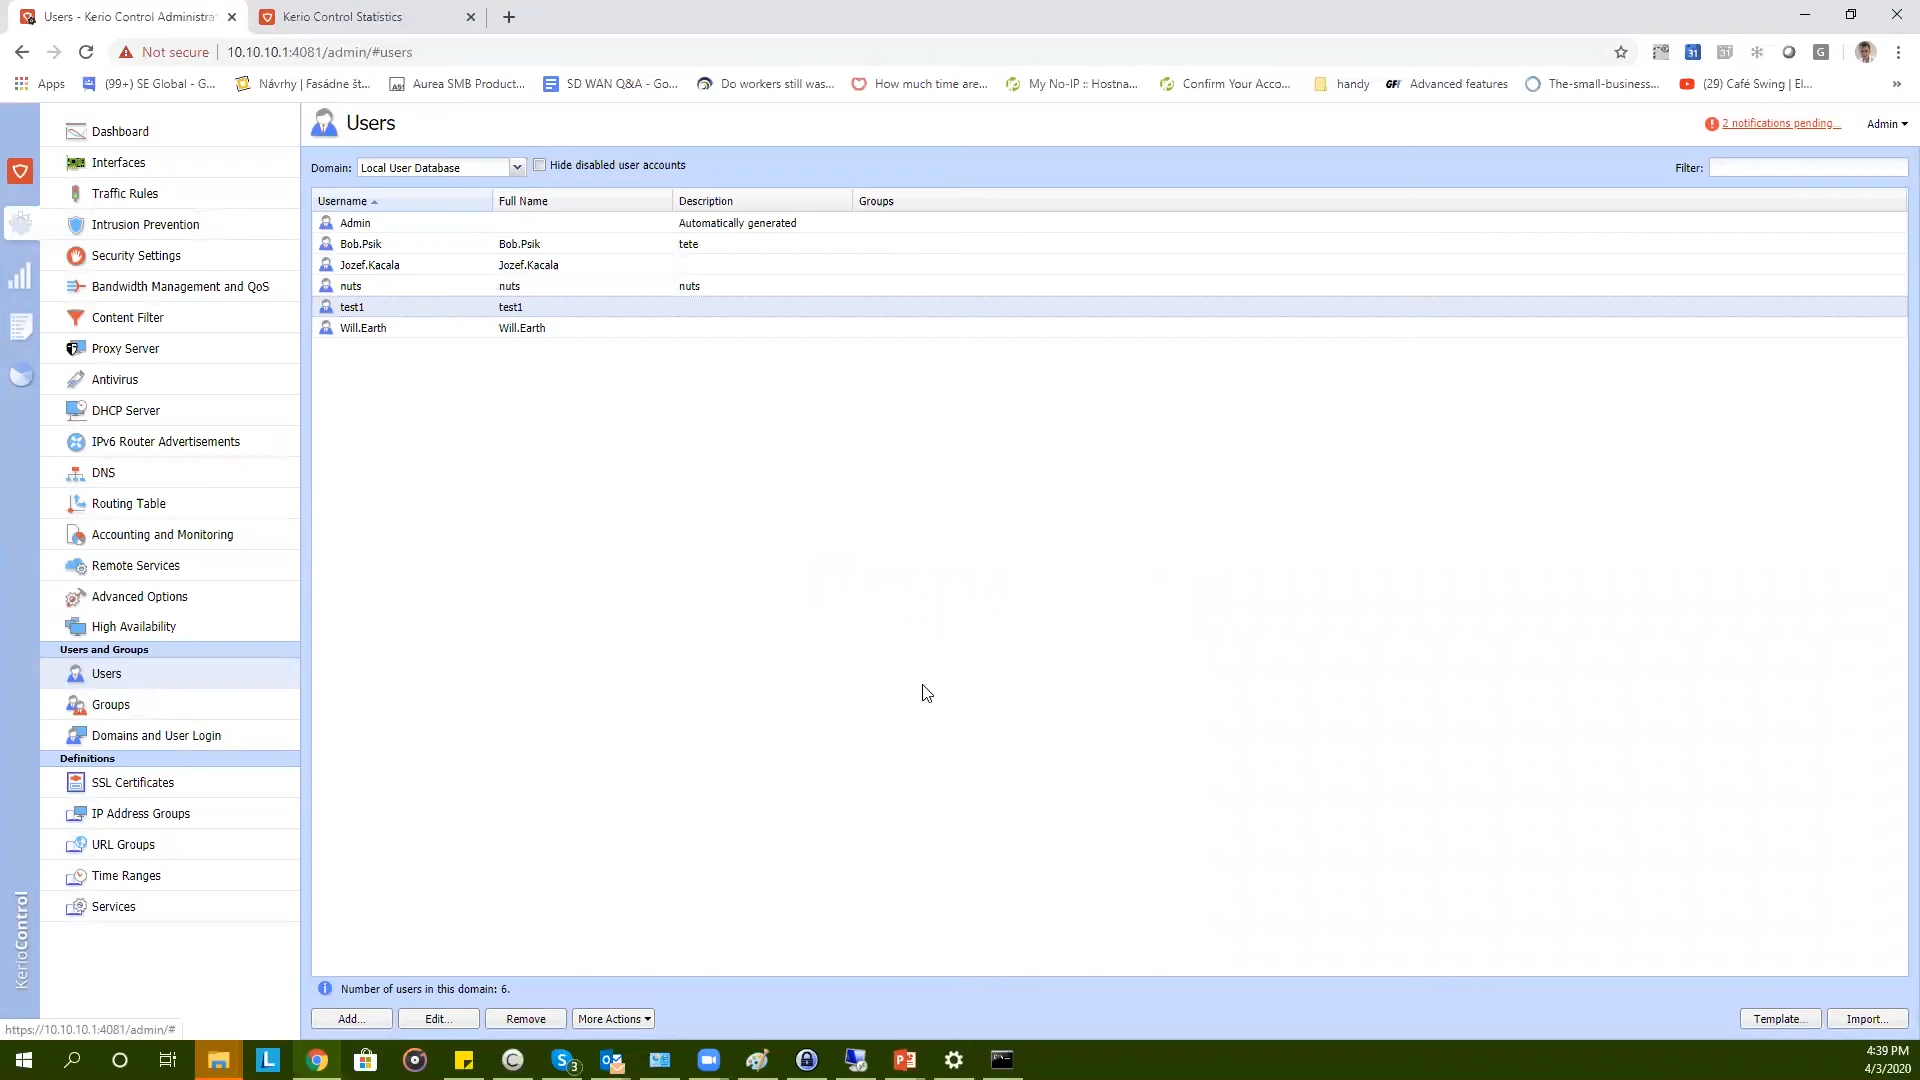 Users - Kerio Control Administra
Kerio Control Statistics
Not secure
10.10.10.1:4081/admin/#users
Apps
(99+) SE Global - G...
Návrhy | Fasádne št...
Aurea SMB Product...
SD WAN Q&A - Go...
Do workers still was...
How much time are...
My No-IP :: Hostna...
Confirm Your Acco...
handy
GFI
Advanced features
The-small-business...
(29) Café Swing | El...
»
Users
2 notifications pending...
Admin
Domain:
Local User Database
Hide disabled user accounts
Filter:
Username
Full Name
Description
Groups
Admin
Automatically generated
Bob.Psik
Bob.Psik
tete
Jozef.Kacala
Jozef.Kacala
nuts
nuts
nuts
test1
test1
Will.Earth
Will.Earth
Dashboard
Interfaces
Traffic Rules
Intrusion Prevention
Security Settings
Bandwidth Management and QoS
Content Filter
Proxy Server
Antivirus
DHCP Server
IPv6 Router Advertisements
DNS
Routing Table
Accounting and Monitoring
Remote Services
Advanced Options
High Availability
Users and Groups
Users
Groups
Domains and User Login
Definitions
SSL Certificates
IP Address Groups
URL Groups
Time Ranges
Services
KerioControl
Number of users in this domain: 6.
Add...
Edit...
Remove
More Actions
Template...
Import...
https://10.10.10.1:4081/admin/#
4:39 PM
4/3/2020